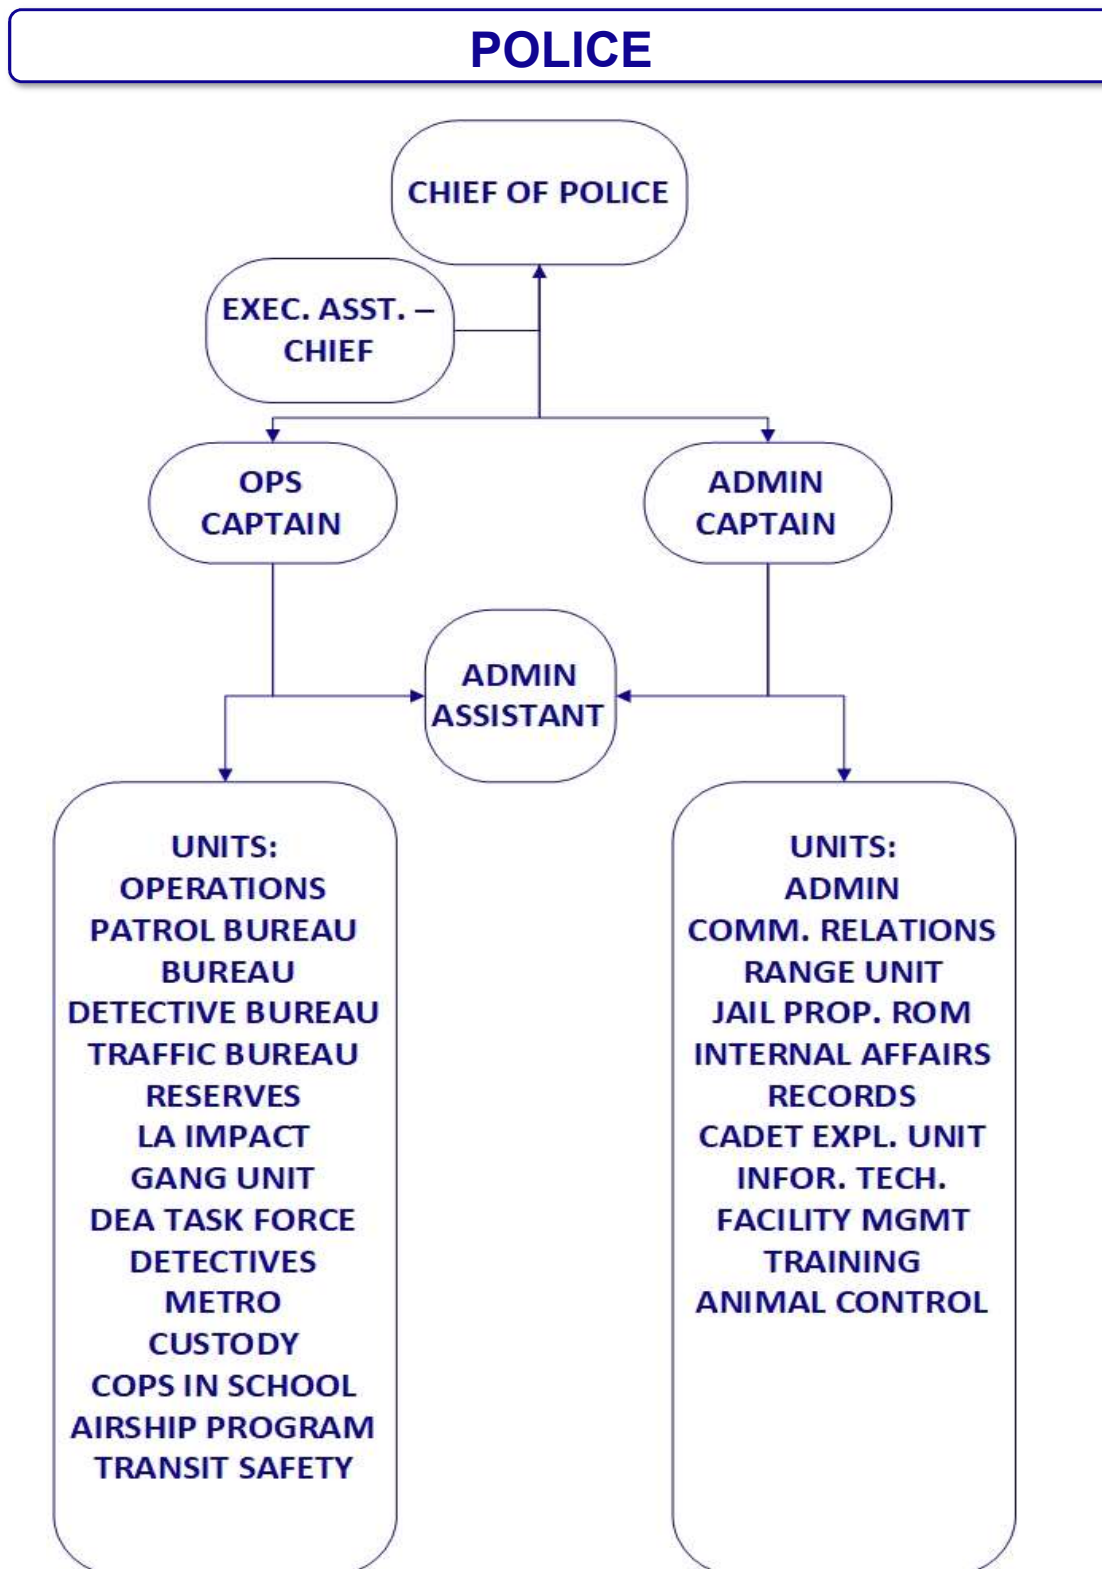 POLICE
CHIEF OF POLICE
EXEC. ASST. –
CHIEF
OPS
CAPTAIN
ADMIN
CAPTAIN
ADMIN
ASSISTANT
UNITS:
OPERATIONS
PATROL BUREAU
BUREAU
DETECTIVE BUREAU
TRAFFIC BUREAU
RESERVES
LA IMPACT
GANG UNIT
DEA TASK FORCE
DETECTIVES
METRO
CUSTODY
COPS IN SCHOOL
AIRSHIP PROGRAM
TRANSIT SAFETY
UNITS:
ADMIN
COMM. RELATIONS
RANGE UNIT
JAIL PROP. ROM
INTERNAL AFFAIRS
RECORDS
CADET EXPL. UNIT
INFOR. TECH.
FACILITY MGMT
TRAINING
ANIMAL CONTROL